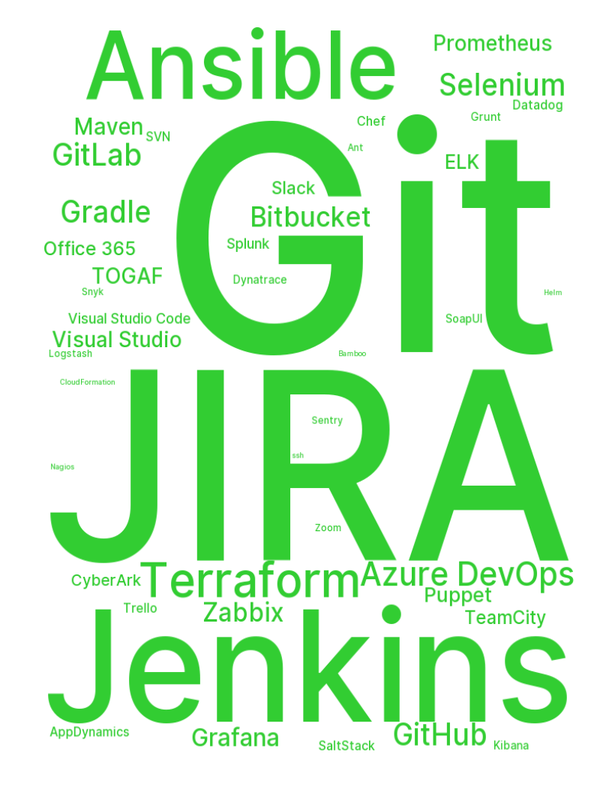 Ansible
Prometheus
Selenium
Datadog
Grunt
Chef
Maven
SVN
GitLab
Ant
Git
ELK
Slack
Gradle
Bitbucket
Splunk
Office 365
TOGAF
Dynatrace
Snyk
Helm
Visual Studio Code
SoapUI
Visual Studio
Logstash
Bamboo
CloudFormation
JIRA
Sentry
ssh
Nagios
Zoom
CyberArk
Terraform
Azure DevOps
Puppet
Trello
Zabbix
TeamCity
Jenkins
AppDynamics
Grafana
SaltStack
GitHub
Kibana